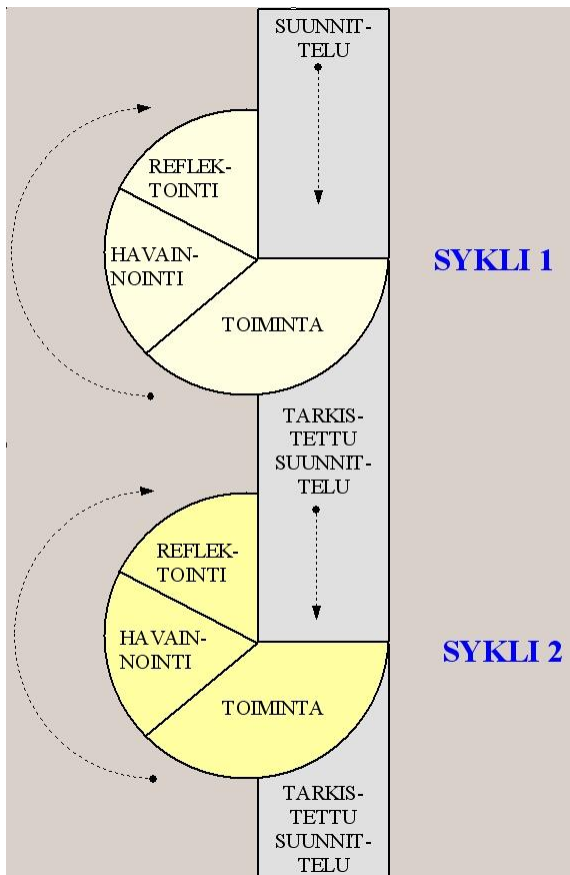 SUUNNIT-
TELU
REFLEK-
TOINTI
HAVAIN-
NOINTI
SYKLI 1
TOIMINTA
TARKIS-
TETTU
SUUNNIT-
TELU
REFLEK-
TOINTI
HAVAIN-
NOINTI
SYKLI 2
TOIMINTA
TARKIS-
TETTU
SUUNNIT-
TELU